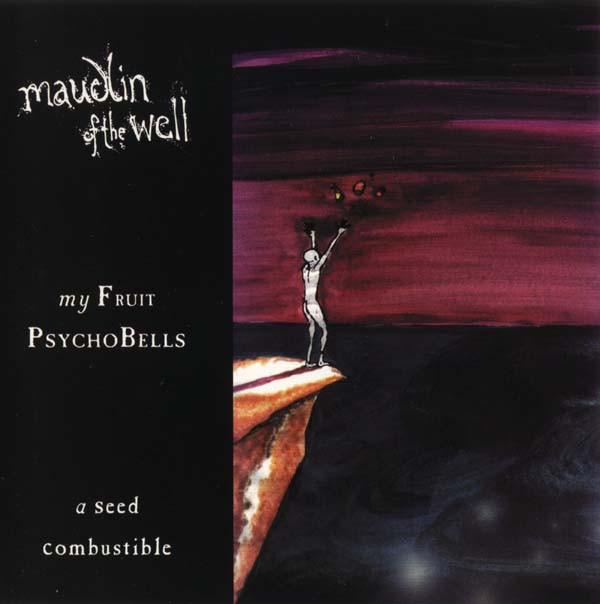 maudlin
of the well
my FRUIT
PSYCHOBELLS
a seed
combustible